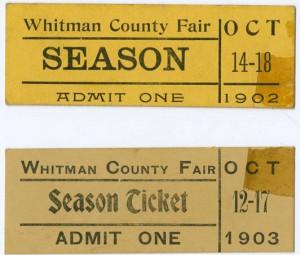 Whitman County Fair
SEASON
ADMIT ONE
OCT
14-18
1902
WHITMAN COUNTY FAIR
Season Ticket
ADMIT ONE
OCT
12-17
1903